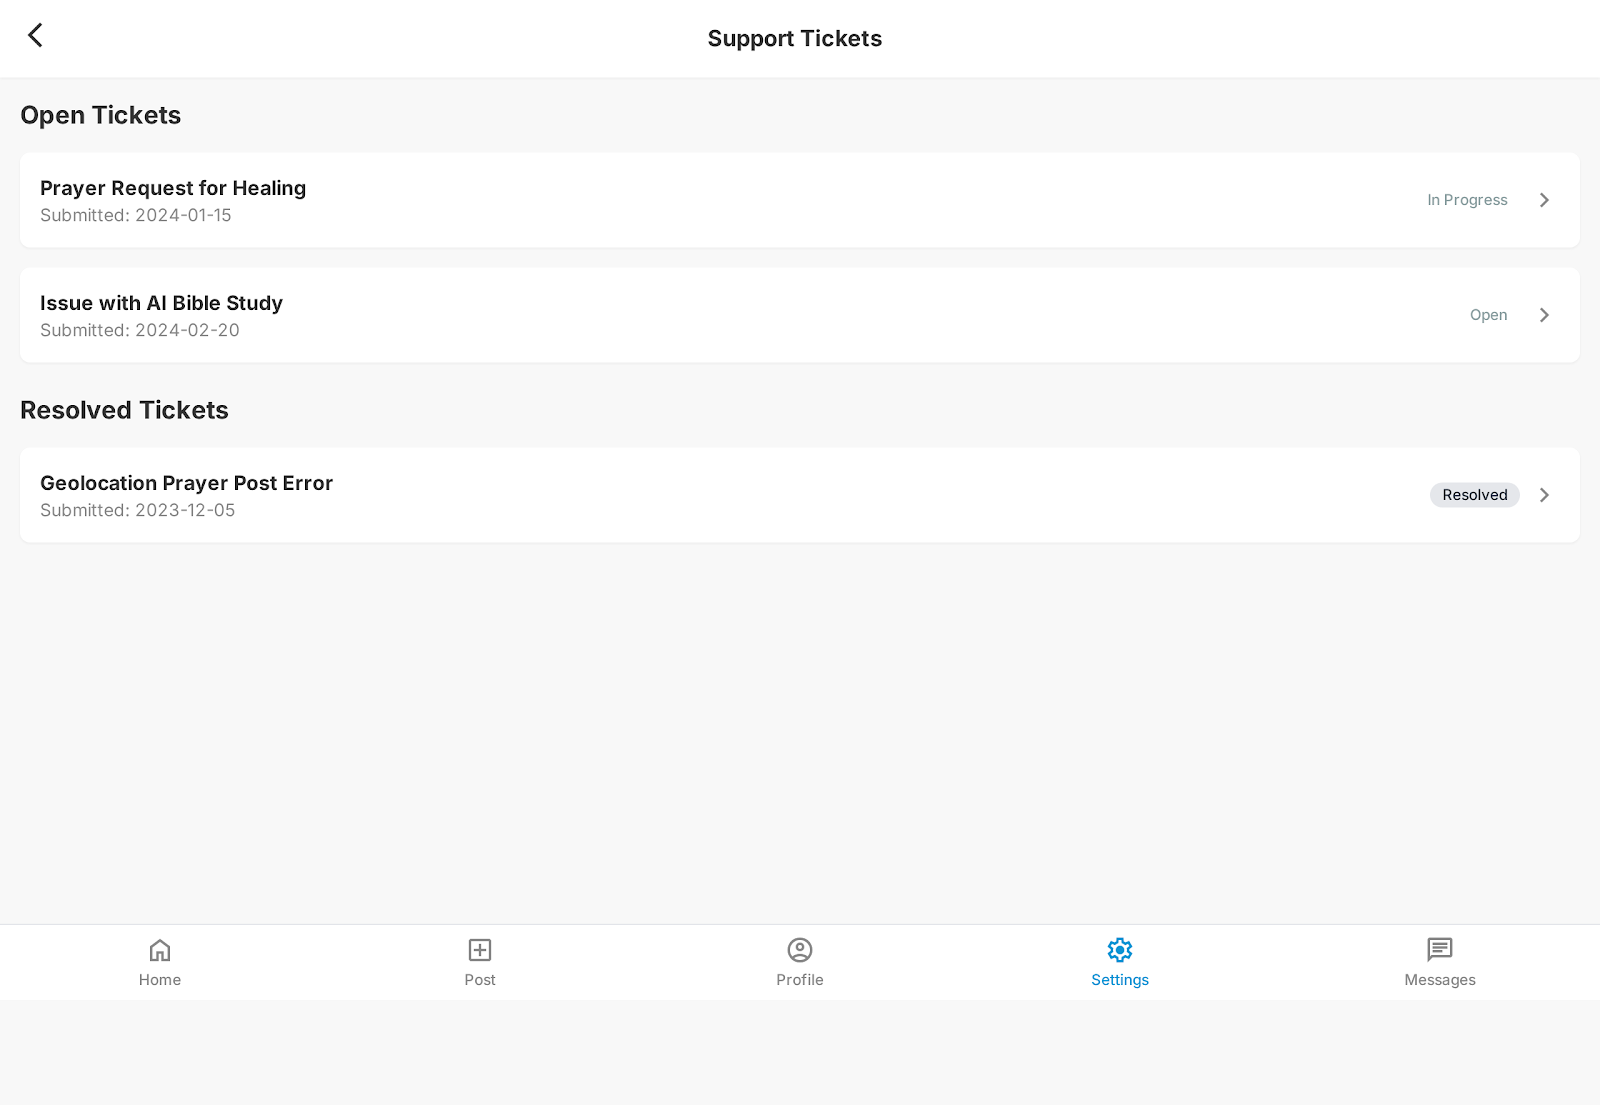 Support Tickets
Open Tickets
Prayer Request for Healing
Submitted: 2024-01-15
In Progress
Issue with AI Bible Study
Submitted: 2024-02-20
Open
Resolved Tickets
Geolocation Prayer Post Error
Submitted: 2023-12-05
Resolved
Home
Post
Profile
Settings
Messages